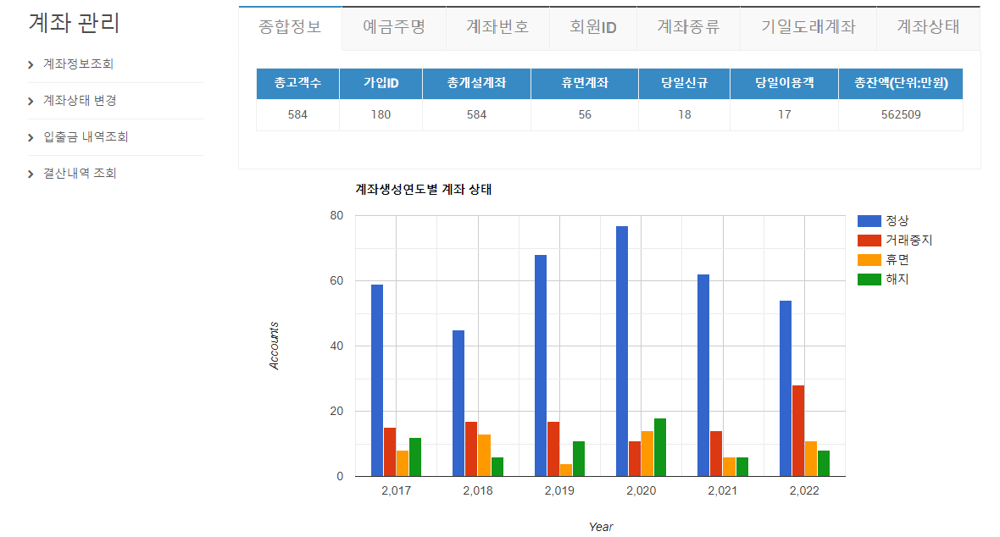 계좌 관리
계좌정보조회
계좌상태 변경
입출금 내역조회
결산내역 조회
종합정보 예금주명 계좌번호 회원ID 계좌종류 기일도래계좌 계좌상태
총고객수 가입ID 총개설계좌 휴면계좌 당일신규 당일이용객 총잔액(단위:만원)
584 180 584 56 18 17 562509
계좌생성연도별 계좌 상태
80
60
40
20
0
Accounts
2,017 2,018 2,019 2,020 2,021 2,022
Year
정상
거래중지
휴면
해지